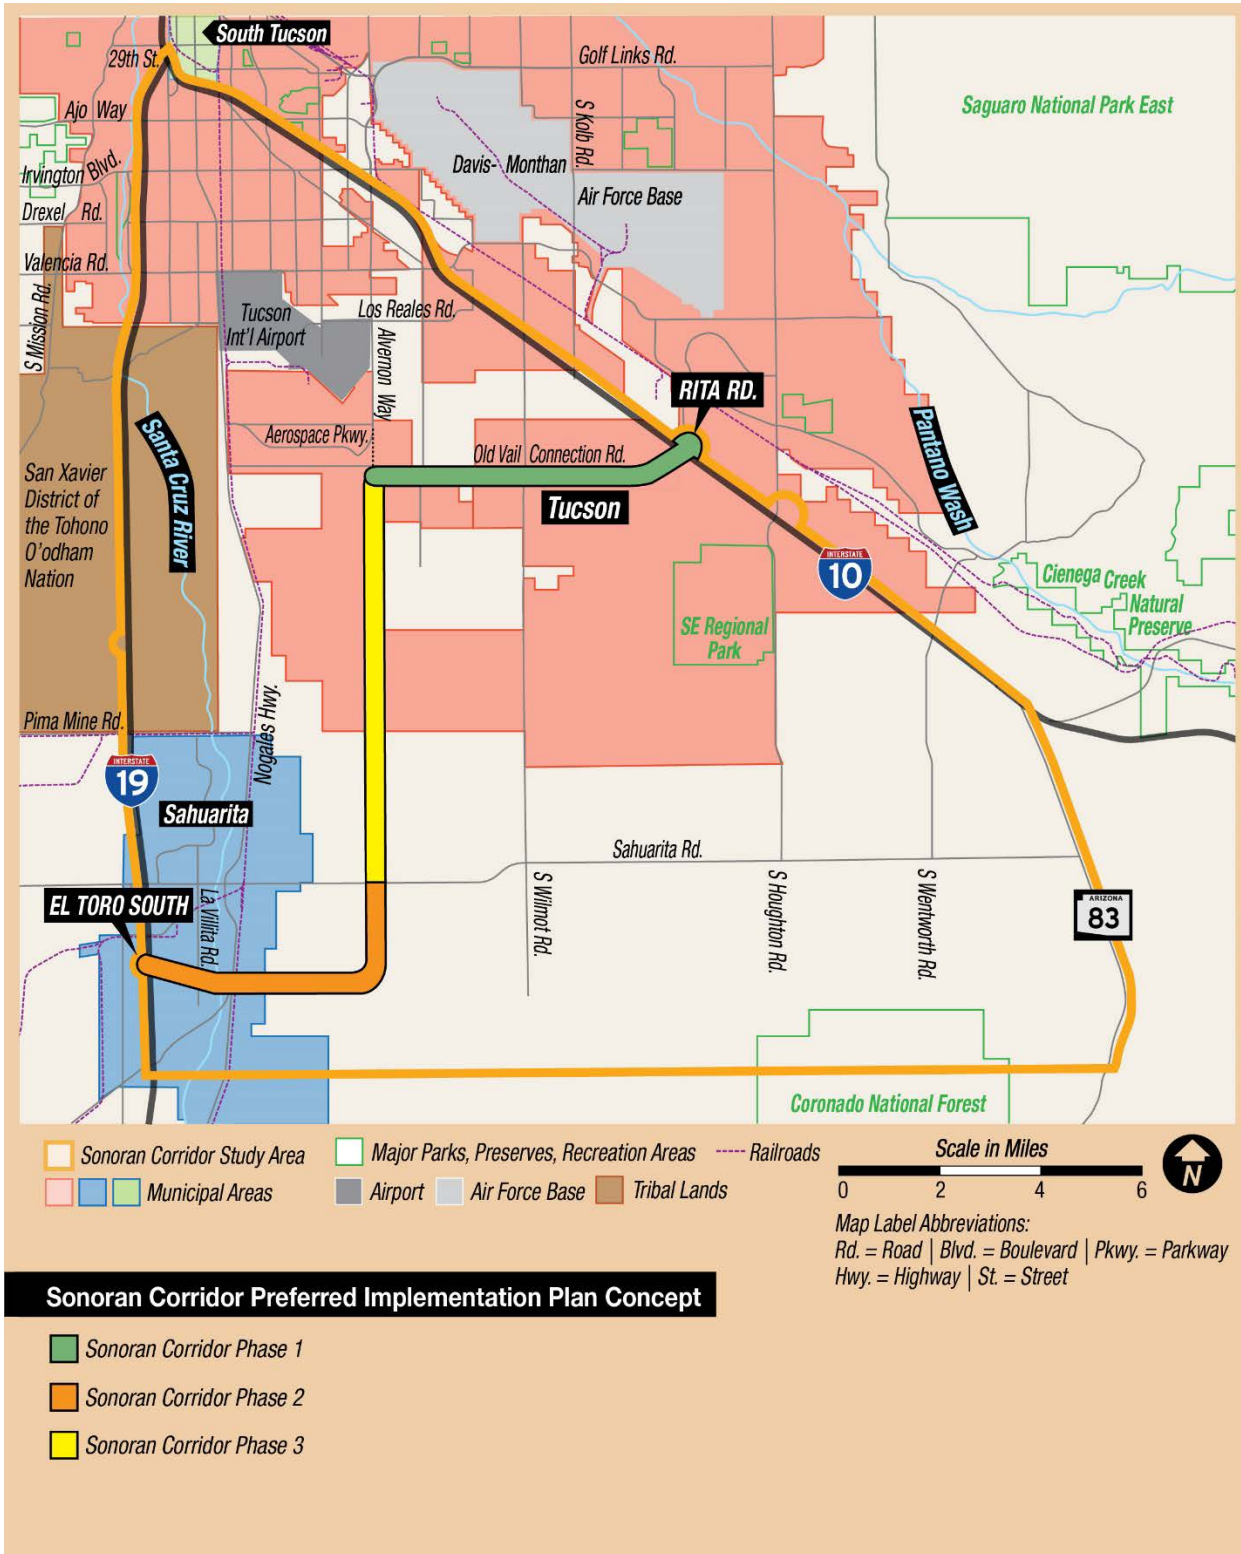 South Tucson
29th St.
Golf Links Rd.
Ajo Way
S Kolb Rd.
Saguaro National Park East
Irvington Blvd.
Davis- Monthan
Air Force Base
Drexel Rd.
Valencia Rd.
S Mission Rd.
Tucson
Int'l Airport
Los Reales Rd.
Alvernon Way
RITA RD.
Pantano Wash
Santa Cruz River
Aerospace Pkwy.
Old Vail Connection Rd.
San Xavier
District of
the Tohono
O'odham
Nation
Tucson
INTERSTATE
10
Cienega Creek
Natural
Preserve
SE Regional
Park
Pima Mine Rd.
Nogales Hwy.
INTERSTATE
19
Sahuarita
Sahuarita Rd.
EL TORO SOUTH
La Villita Rd.
S Wilmot Rd.
S Houghton Rd.
S Wentworth Rd.
ARIZONA
83
Coronado National Forest
Sonoran Corridor Study Area
Major Parks, Preserves, Recreation Areas
Railroads
Municipal Areas
Airport
Air Force Base
Tribal Lands
Scale in Miles
0 2 4 6
N
Map Label Abbreviations:
Rd. = Road | Blvd. = Boulevard | Pkwy. = Parkway
Hwy. = Highway | St. = Street
Sonoran Corridor Preferred Implementation Plan Concept
Sonoran Corridor Phase 1
Sonoran Corridor Phase 2
Sonoran Corridor Phase 3